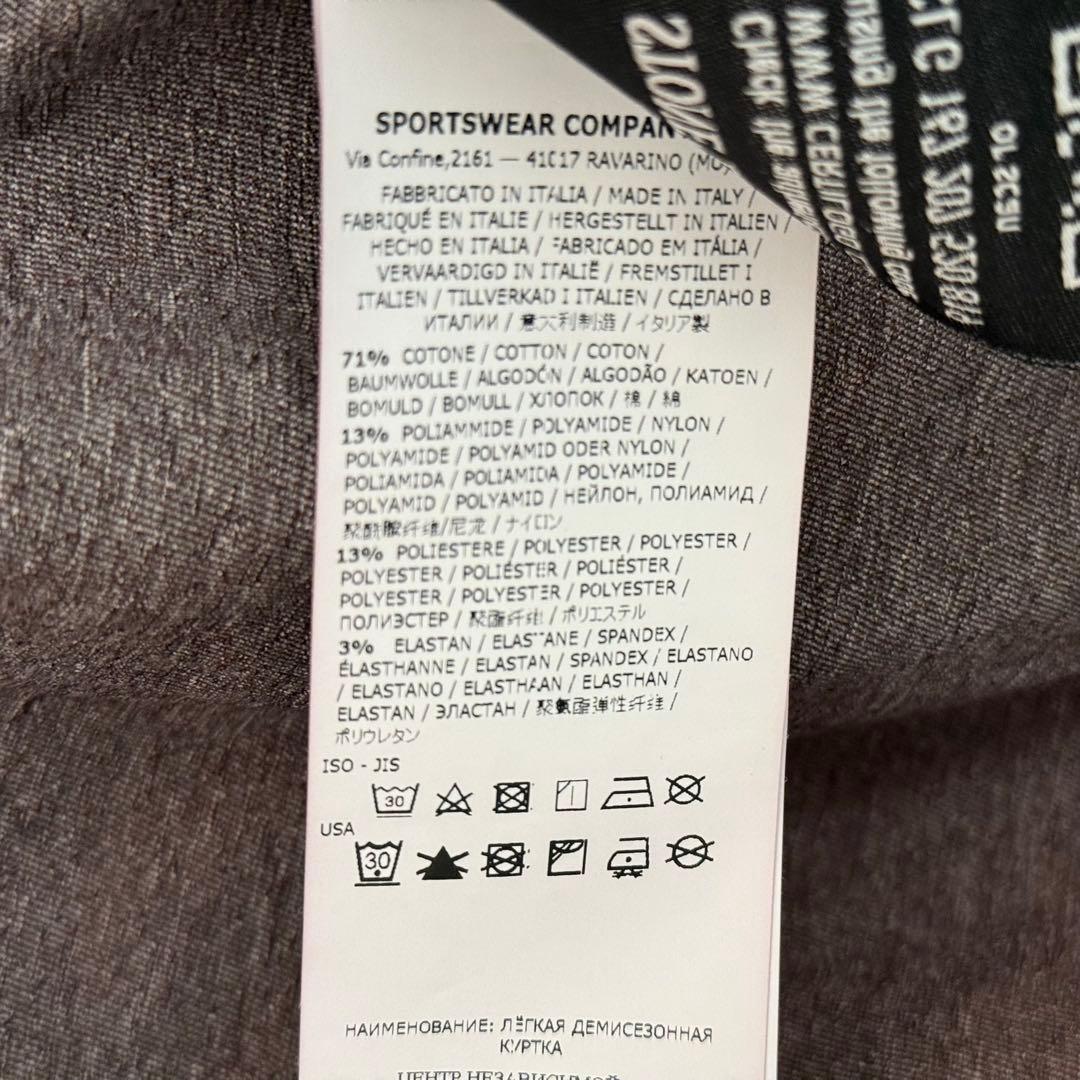 SPORTSWEAR COMPAN
Via Confine,2161 — 41017 RAVARINO (MO)
FABBRICATO IN ITALIA / MADE IN ITALY /
FABRIQUÉ EN ITALIE / HERGESTELLT IN ITALIEN /
HECHO EN ITALIA / FABRICADO EM ITÁLIA /
VERVAARDIGD IN ITALIË / FREMSTILLET I
ITALIEN / TILLVERKAD I ITALIEN / СДЕЛАНО В
ИТАЛИИ / 意大利制造 / イタリア製
71% COTONE / COTTON / COTON /
BAUMWOLLE / ALGODÓN / ALGODÃO / KATOEN /
BOMULD / BOMULL / ХЛОПОК / 棉 / 綿
13% POLIAMMIDE / POLYAMIDE / NYLON /
POLYAMIDE / POLYAMID ODER NYLON /
POLIAMIDA / POLIAMIDA / POLYAMIDE /
POLYAMID / POLYAMID / НЕЙЛОН, ПОЛИАМИД /
聚酰胺纤维/尼龙 / ナイロン
13% POLIESTERE / POLYESTER / POLYESTER /
POLYESTER / POLIÉSTER / POLIÉSTER /
POLYESTER / POLYESTER / POLYESTER /
ПОЛИЭСТЕР / 聚酯纤维 / ポリエステル
3% ELASTAN / ELASTANE / SPANDEX /
ÉLASTHANNE / ELASTAN / SPANDEX / ELASTANO
/ ELASTANO / ELASTHAAN / ELASTHAN /
ELASTAN / ЭЛАСТАН / 聚氨酯弹性纤维 /
ポリウレタン
ISO - JIS
30
USA
30
НАИМЕНОВАНИЕ: ЛЁГКАЯ ДЕМИСЕЗОННАЯ
КУРТКА